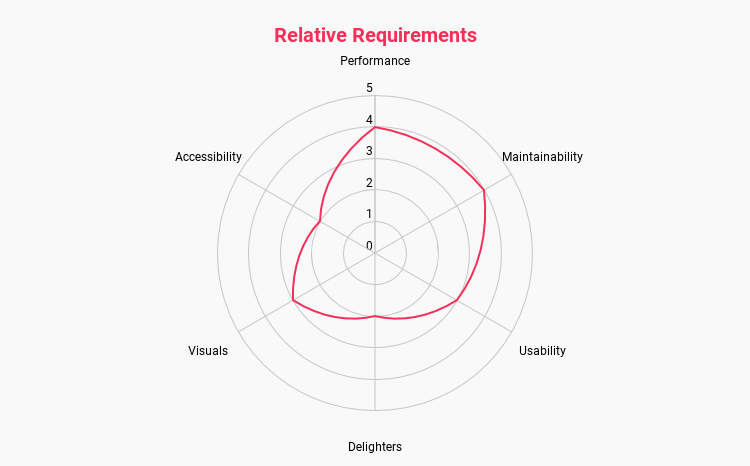 Relative Requirements
Performance
5
4
3
2
1
0
Accessibility
Maintainability
Visuals
Usability
Delighters